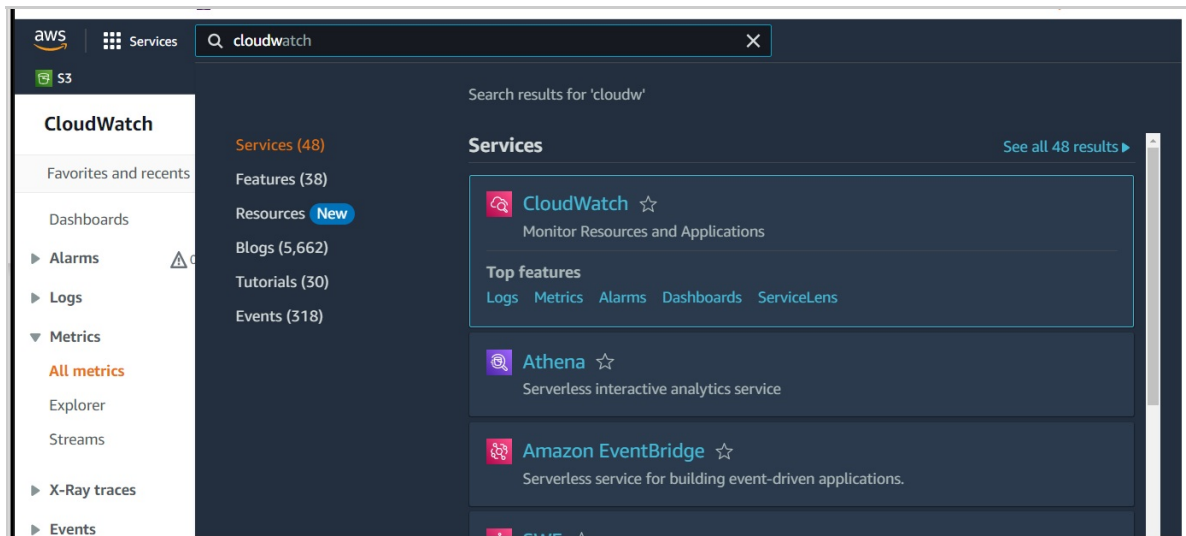 aws
Services
cloudwatch
S3
CloudWatch
Favorites and recents
Dashboards
Alarms
Logs
Metrics
All metrics
Explorer
Streams
X-Ray traces
Events
Search results for 'cloudw'
Services (48)
Features (38)
Resources New
Blogs (5,662)
Tutorials (30)
Events (318)
Services
See all 48 results
CloudWatch
Monitor Resources and Applications
Top features
Logs Metrics Alarms Dashboards ServiceLens
Athena
Serverless interactive analytics service
Amazon EventBridge
Serverless service for building event-driven applications.